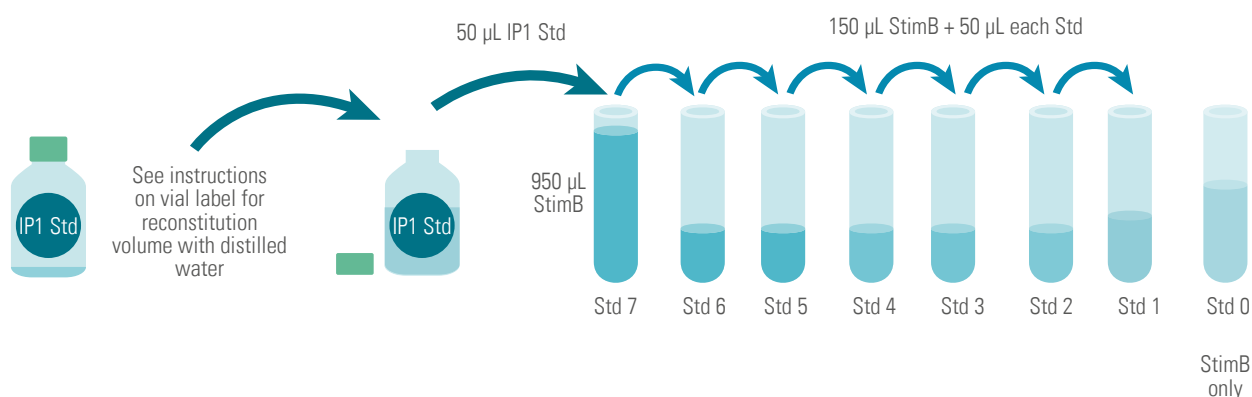 50 µL IP1 Std
150 µL StimB + 50 µL each Std
IP1 Std
See instructions
on vial label for
reconstitution
volume with distilled
water
IP1 Std
950 µL
StimB
Std 7
Std 6
Std 5
Std 4
Std 3
Std 2
Std 1
Std 0
StimB
only